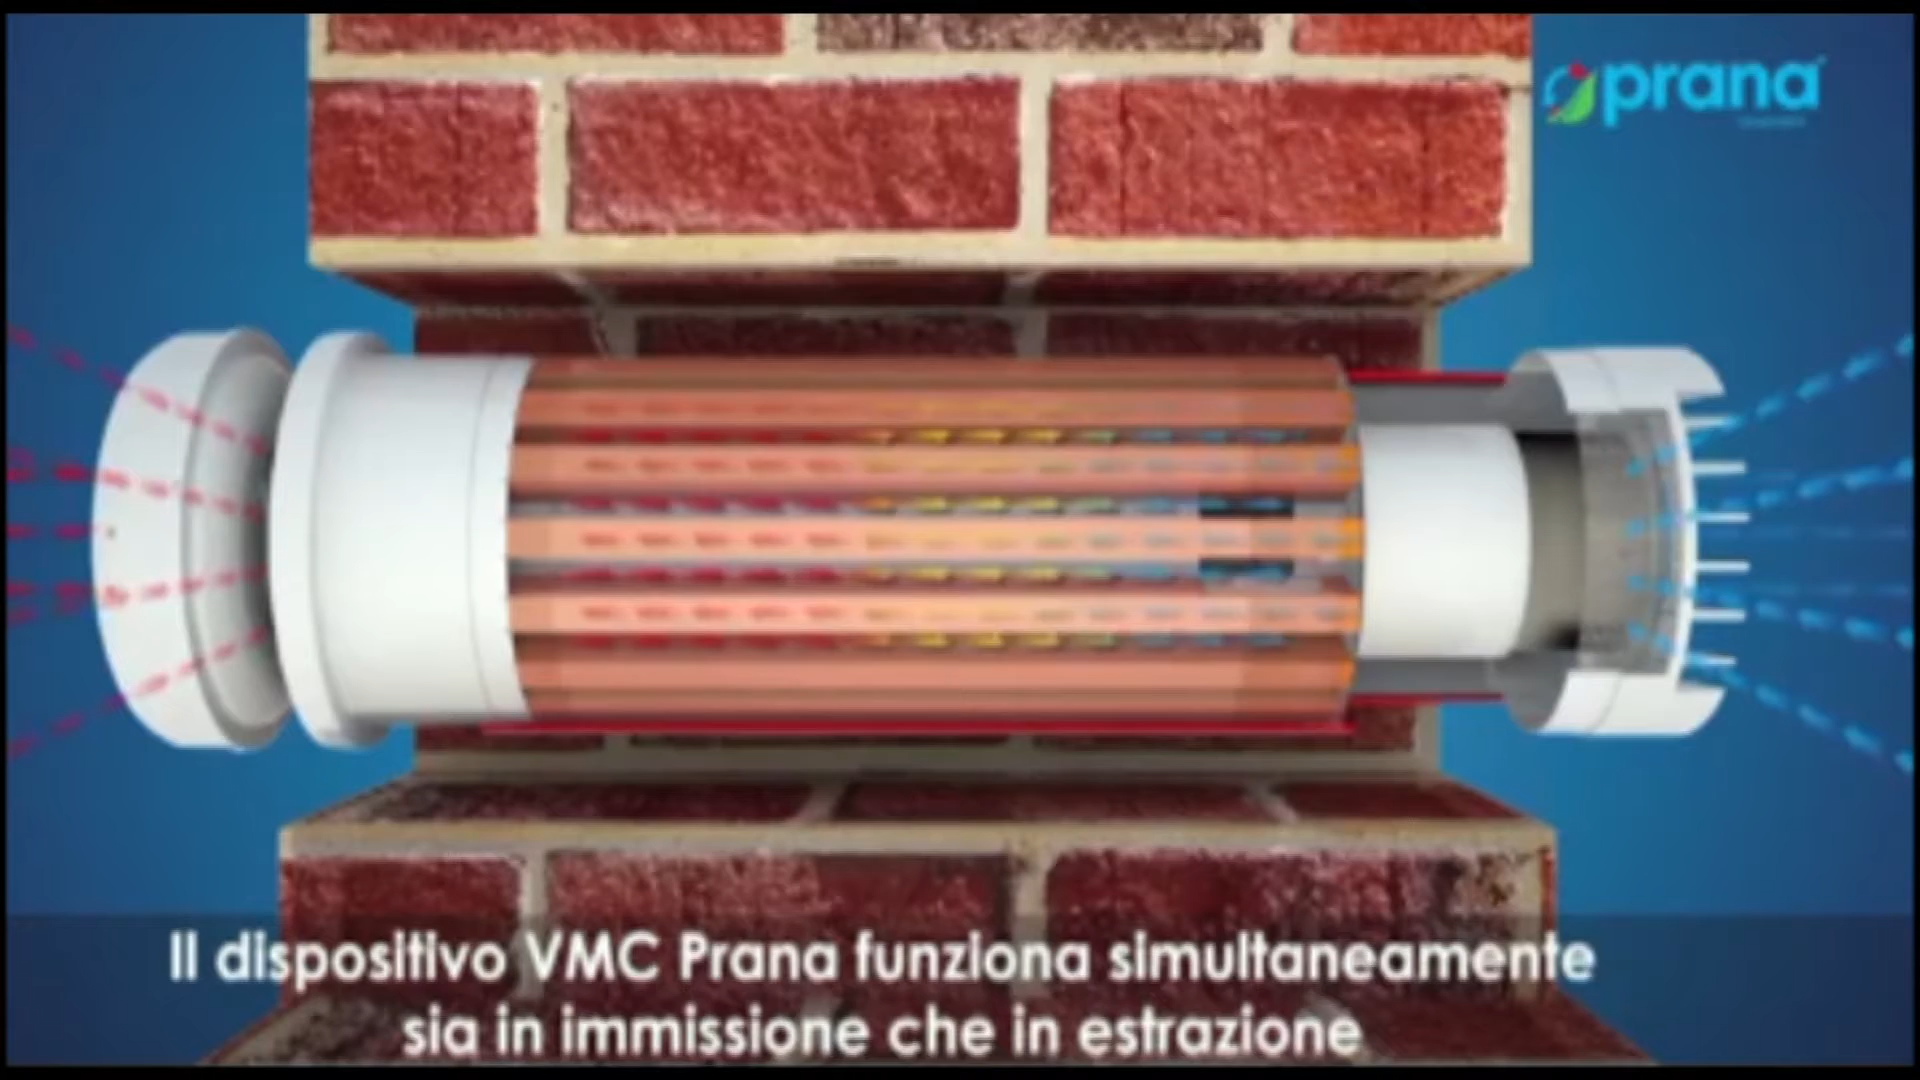 prana
Il dispositivo VMC Prana funziona simultaneamente
sia in immissione che in estrazione